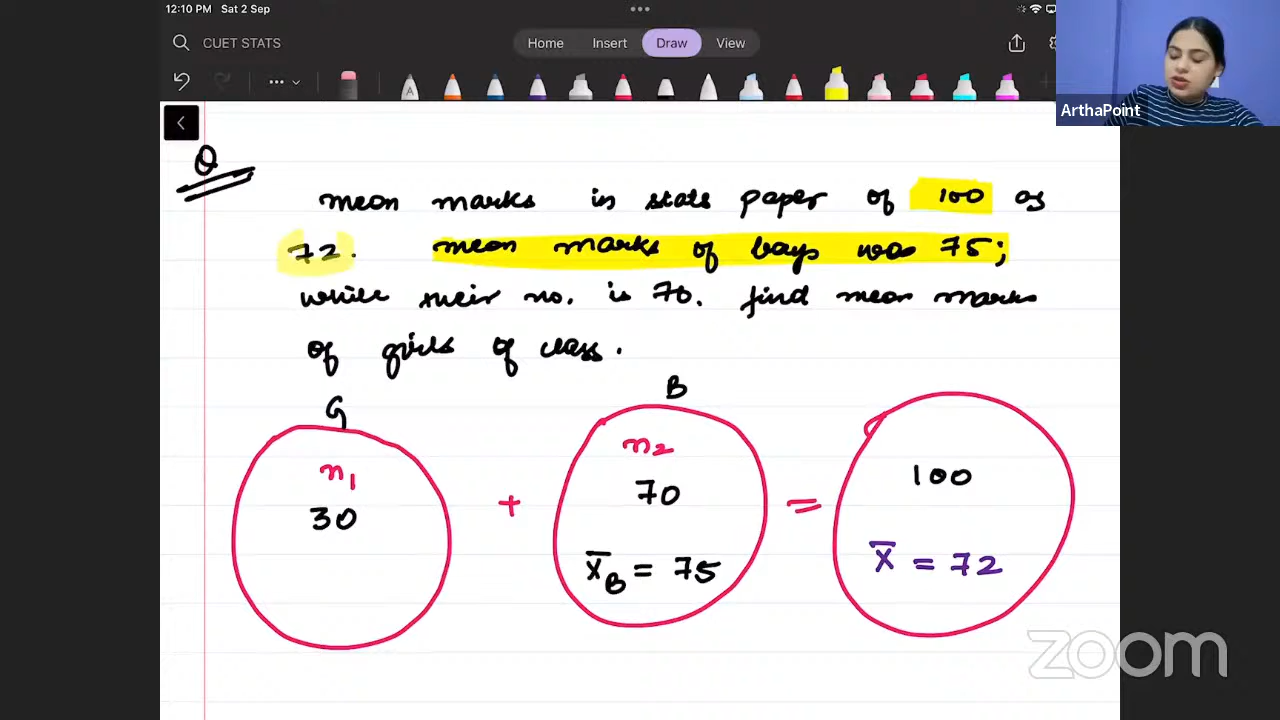 12:10 PM Sat 2 Sep
CUET STATS
Home Insert Draw View
A
ArthaPoint
Q
mean marks in stats paper of 100 as
72. mean marks of boys was 75;
while their no. is 70. find mean marks
of girls of class.
G
B
n1
30
+
n2
70
X̄B = 75
=
100
X̄ = 72
zoom